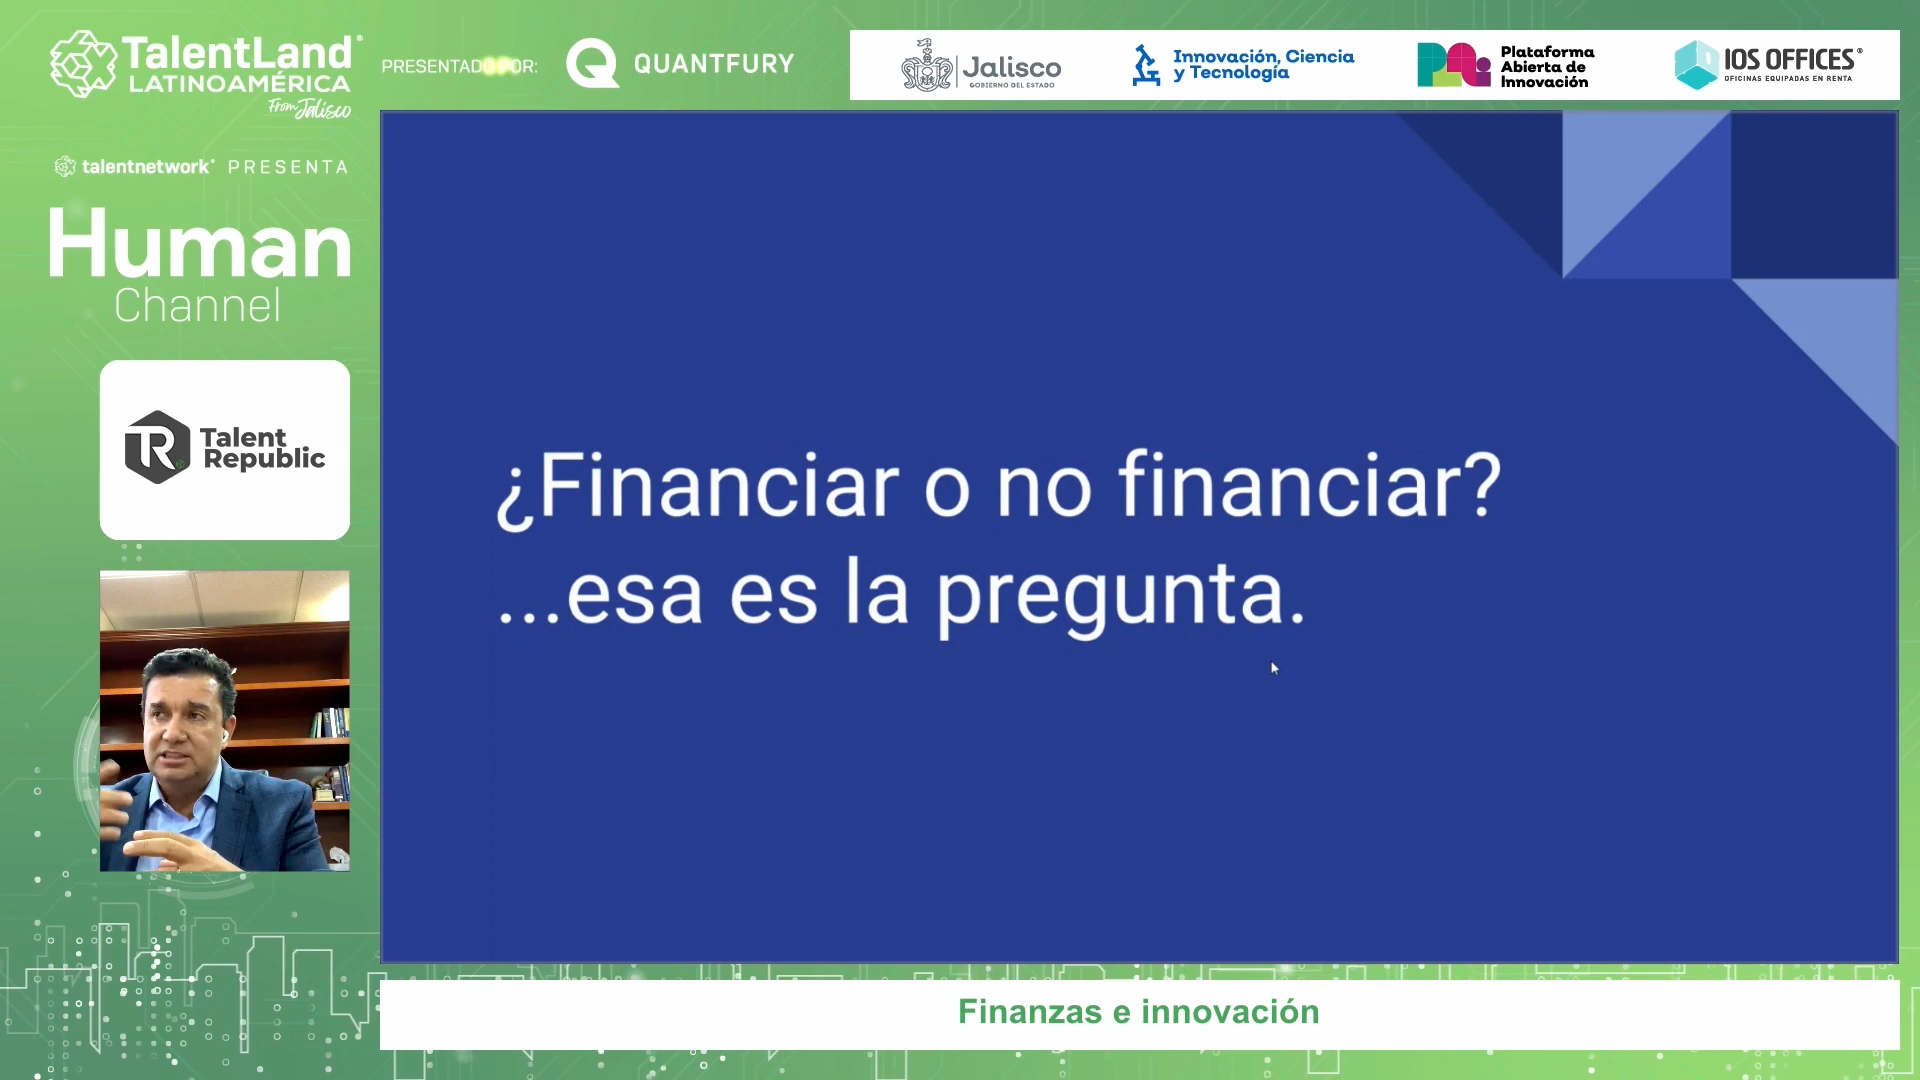 TalentLand®
LATINOAMÉRICA
From Jalisco
PRESENTADO POR:
QUANTFURY
Jalisco
GOBIERNO DEL ESTADO
Innovación, Ciencia
y Tecnología
Plataforma
Abierta de
Innovación
IOS OFFICES®
OFICINAS EQUIPADAS EN RENTA
talentnetwork® PRESENTA
Human
Channel
Talent
Republic
¿Financiar o no financiar?
...esa es la pregunta.
Finanzas e innovación